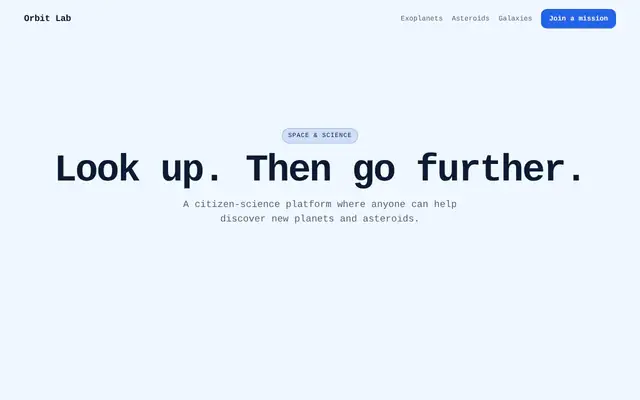 Orbit Lab
Exoplanets Asteroids Galaxies Join a mission
SPACE & SCIENCE
Look up. Then go further.
A citizen-science platform where anyone can help
discover new planets and asteroids.